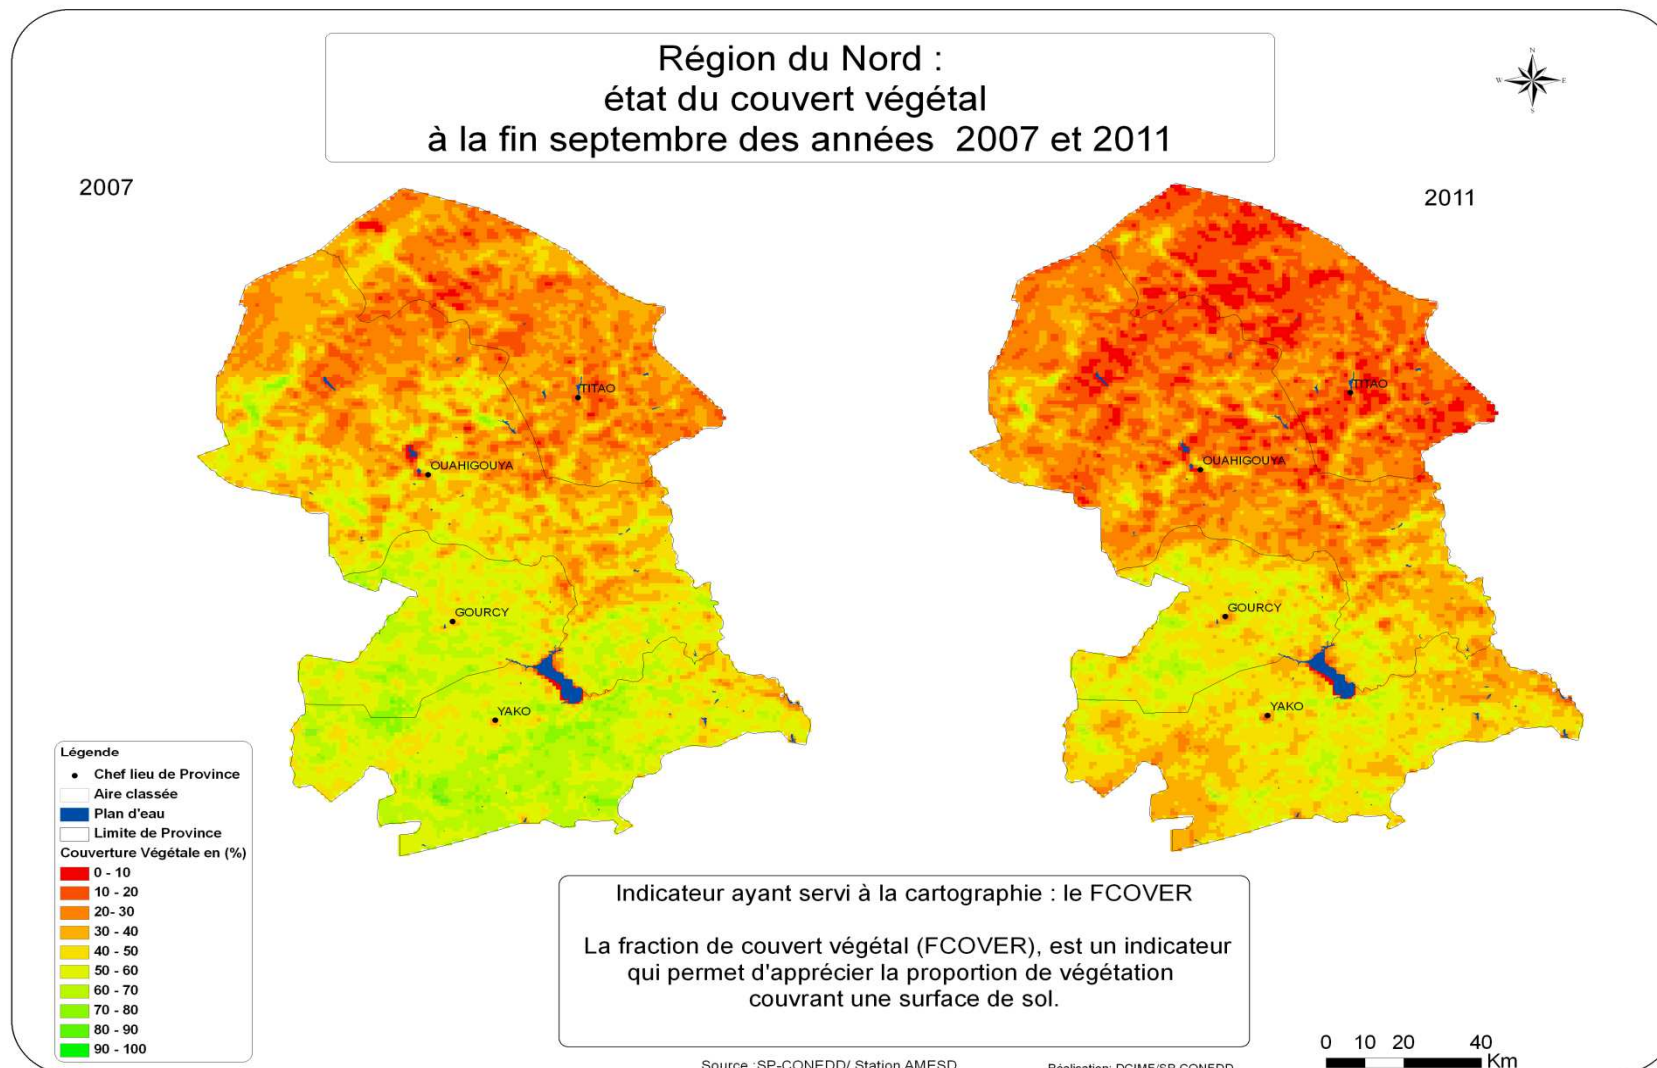 Région du Nord :
état du couvert végétal
à la fin septembre des années 2007 et 2011
N
W
E
S
2007
2011
TITAO
OUAHIGOUYA
GOURCY
YAKO
TITAO
OUAHIGOUYA
GOURCY
YAKO
Légende
Chef lieu de Province
Aire classée
Plan d'eau
Limite de Province
Couverture Végétale en (%)
0 - 10
10 - 20
20- 30
30 - 40
40 - 50
50 - 60
60 - 70
70 - 80
80 - 90
90 - 100
Indicateur ayant servi à la cartographie : le FCOVER
La fraction de couvert végétal (FCOVER), est un indicateur
qui permet d'apprécier la proportion de végétation
couvrant une surface de sol.
0 10 20 40
Km
Source :SP-CONEDD/ Station AMESD
Réalisation: DCIME/SP-CONEDD